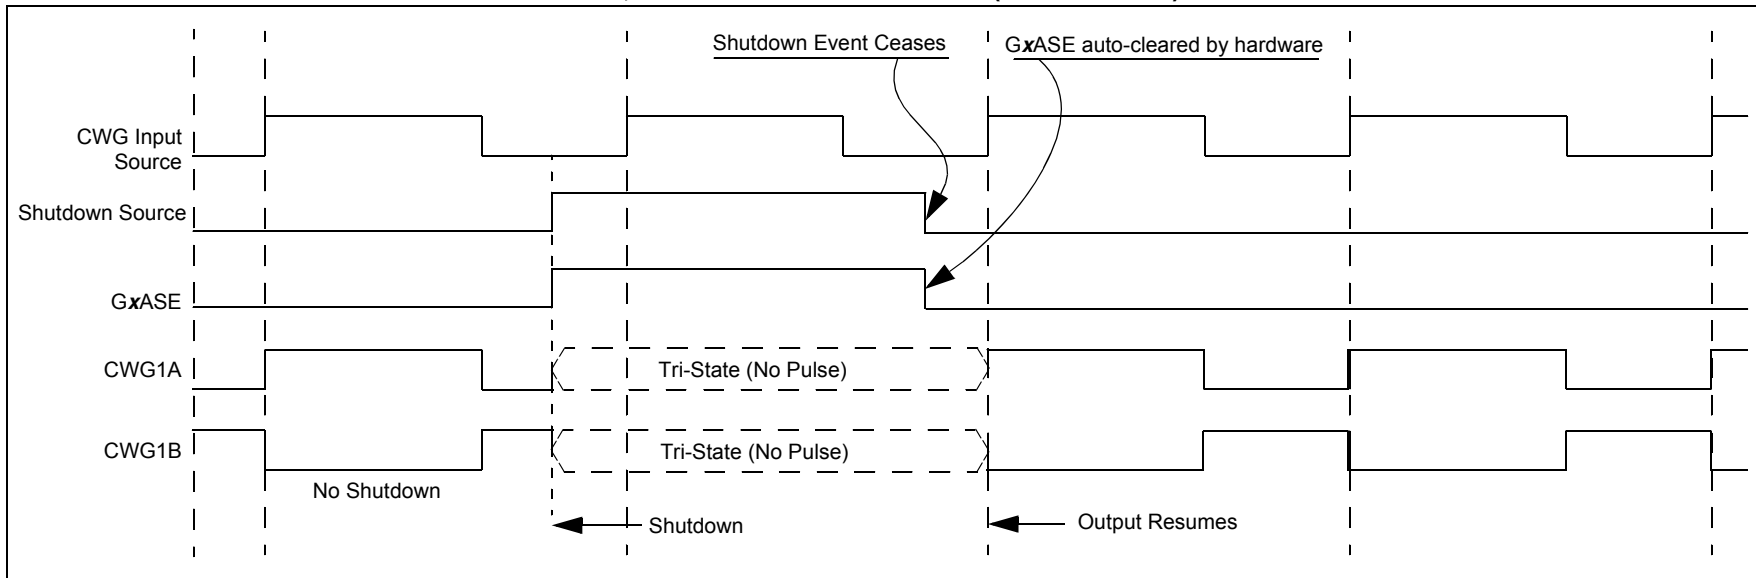 Shutdown Event Ceases
GxASE auto-cleared by hardware
CWG Input
Source
Shutdown Source
GxASE
CWG1A
Tri-State (No Pulse)
CWG1B
Tri-State (No Pulse)
No Shutdown
Shutdown
Output Resumes